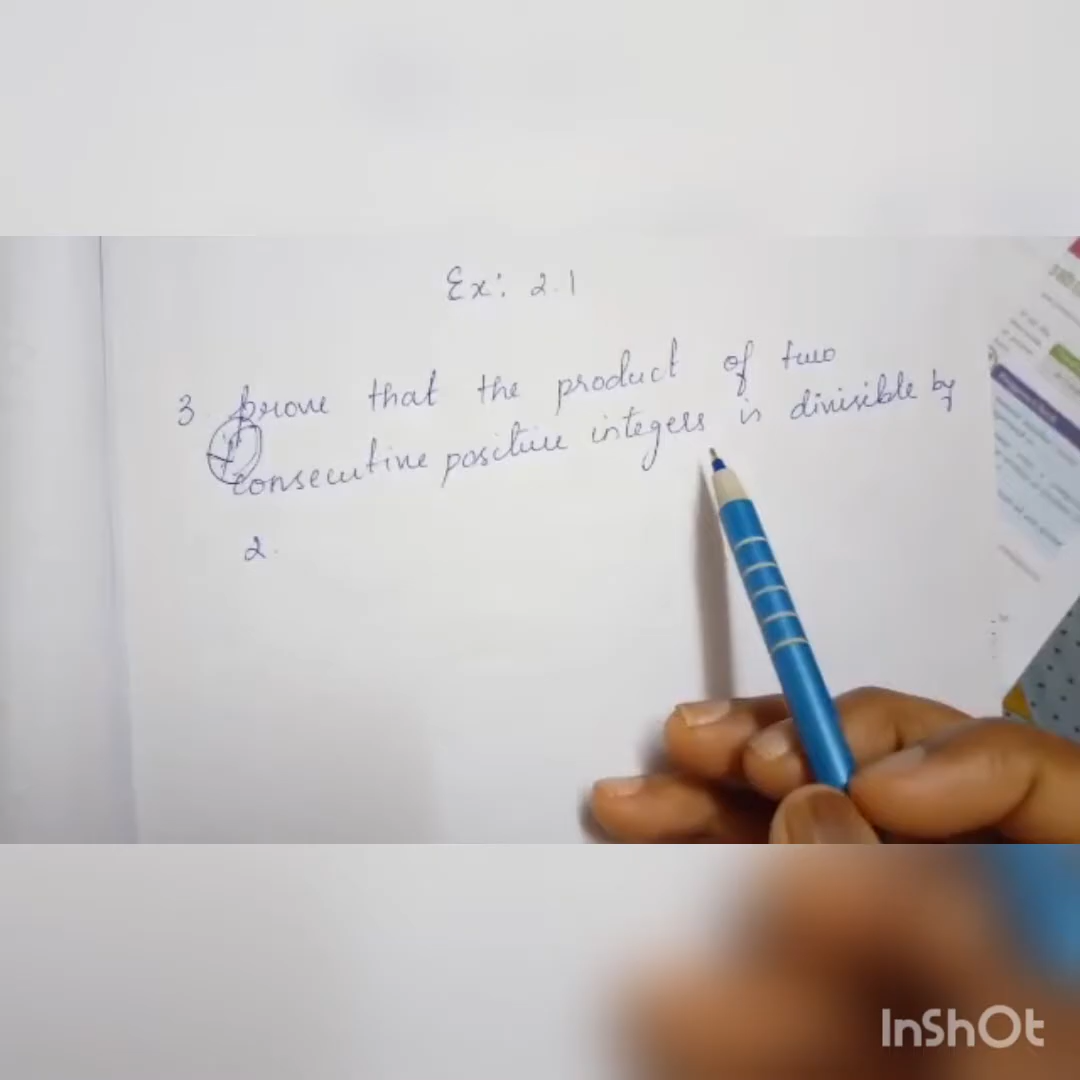 Ex: 2.1
3. Prove that the product of two
consecutive positive integers is divisible by
2.
InShOt